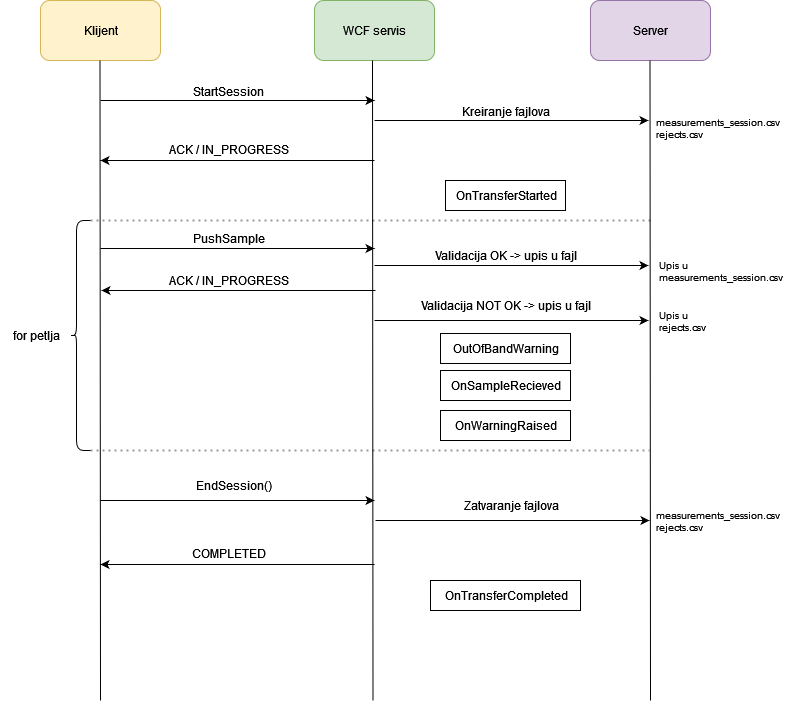 Klijent
WCF servis
Server
StartSession
Kreiranje fajlova
measurements_session.csv
rejects.csv
ACK / IN_PROGRESS
OnTransferStarted
PushSample
Validacija OK -> upis u fajl
Upis u
measurements_session.csv
ACK / IN_PROGRESS
Validacija NOT OK -> upis u fajl
Upis u
rejects.csv
for petlja
OutOfBandWarning
OnSampleRecieved
OnWarningRaised
EndSession()
Zatvaranje fajlova
measurements_session.csv
rejects.csv
COMPLETED
OnTransferCompleted